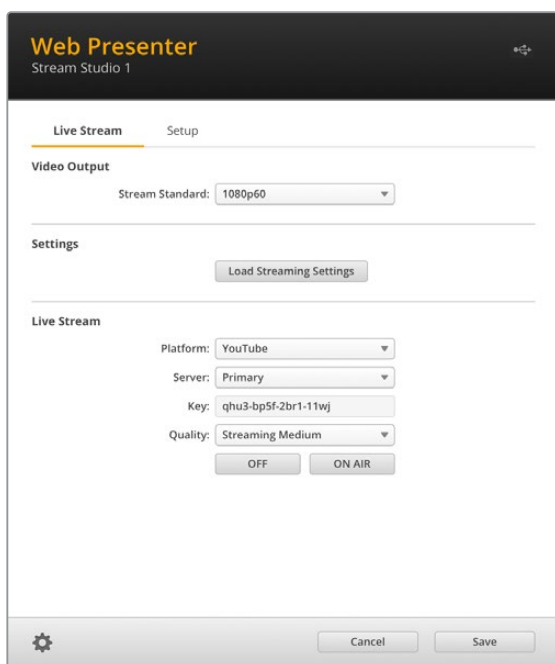 Web Presenter
Stream Studio 1
Live Stream Setup
Video Output
Stream Standard: 1080p60
Settings
Load Streaming Settings
Live Stream
Platform: YouTube
Server: Primary
Key: qhu3-bp5f-2br1-11wj
Quality: Streaming Medium
OFF ON AIR
Cancel Save